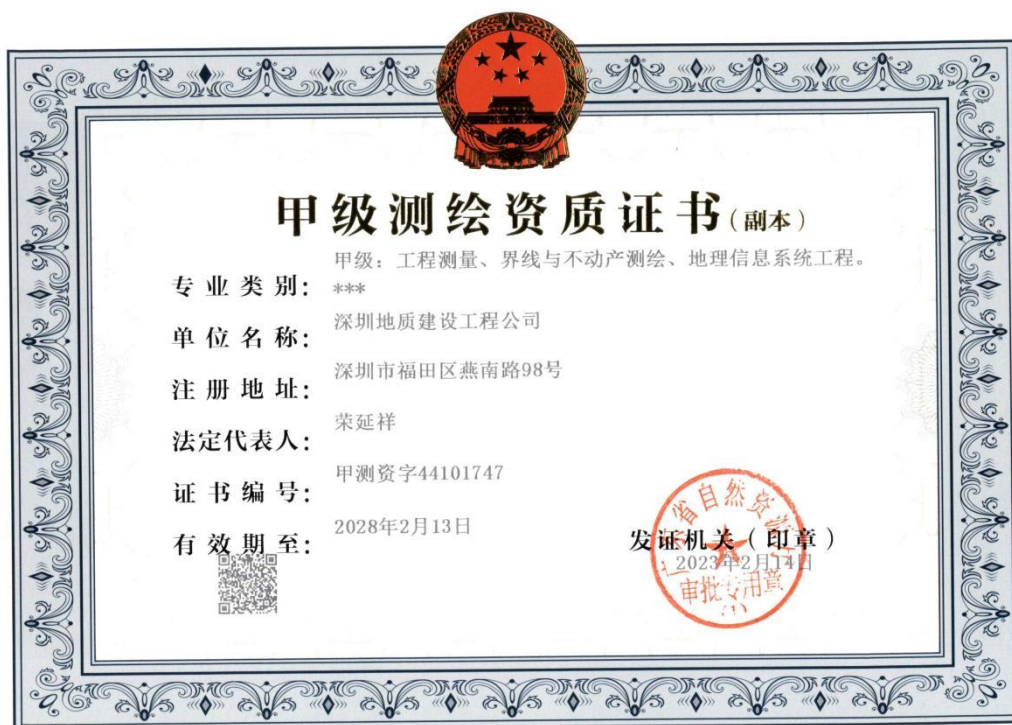 甲级测绘资质证书(副本)
专业类别：甲级：工程测量、界线与不动产测绘、地理信息系统工程。
***
单位名称：深圳地质建设工程公司
注册地址：深圳市福田区燕南路98号
法定代表人：荣延祥
证书编号：甲测资字44101747
有效期至：2028年2月13日
发证机关（印章）
2023年2月14日
广东省自然资源厅
审批专用章
(1)